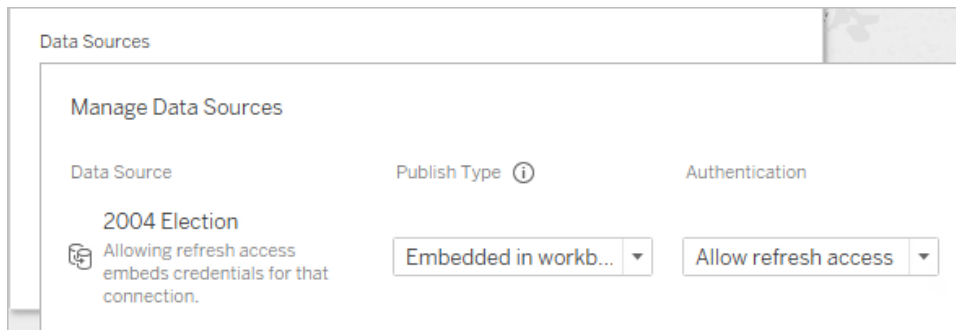 Data Sources
Manage Data Sources
Data Source
Publish Type
Authentication
2004 Election
Allowing refresh access
embeds credentials for that
connection.
Embedded in workb...
Allow refresh access